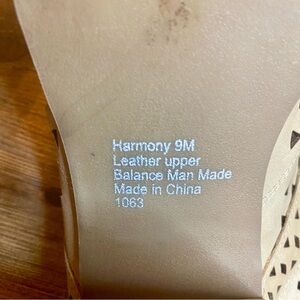 Harmony 9M
Leather upper
Balance Man Made
Made in China
1063